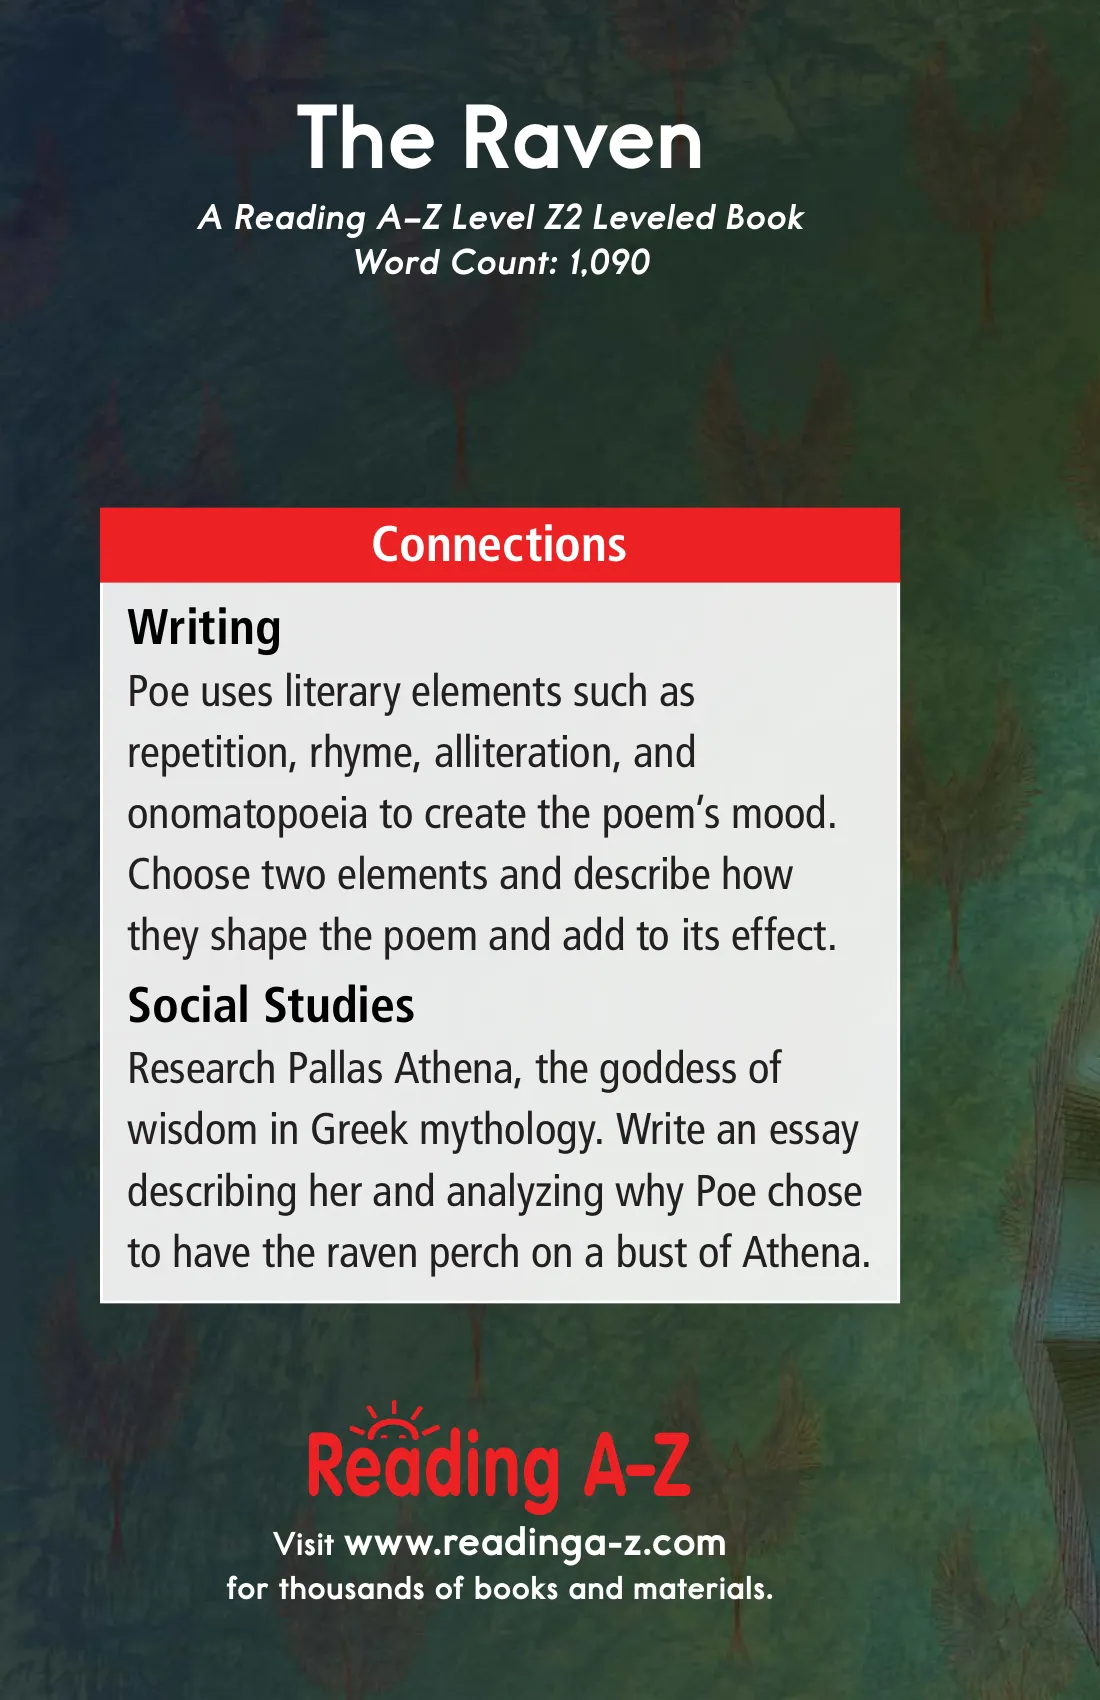 The Raven
A Reading A–Z Level Z2 Leveled Book
Word Count: 1,090
Connections
Writing
Poe uses literary elements such as
repetition, rhyme, alliteration, and
onomatopoeia to create the poem’s mood.
Choose two elements and describe how
they shape the poem and add to its effect.
Social Studies
Research Pallas Athena, the goddess of
wisdom in Greek mythology. Write an essay
describing her and analyzing why Poe chose
to have the raven perch on a bust of Athena.
Reading A–Z
Visit www.readinga-z.com
for thousands of books and materials.